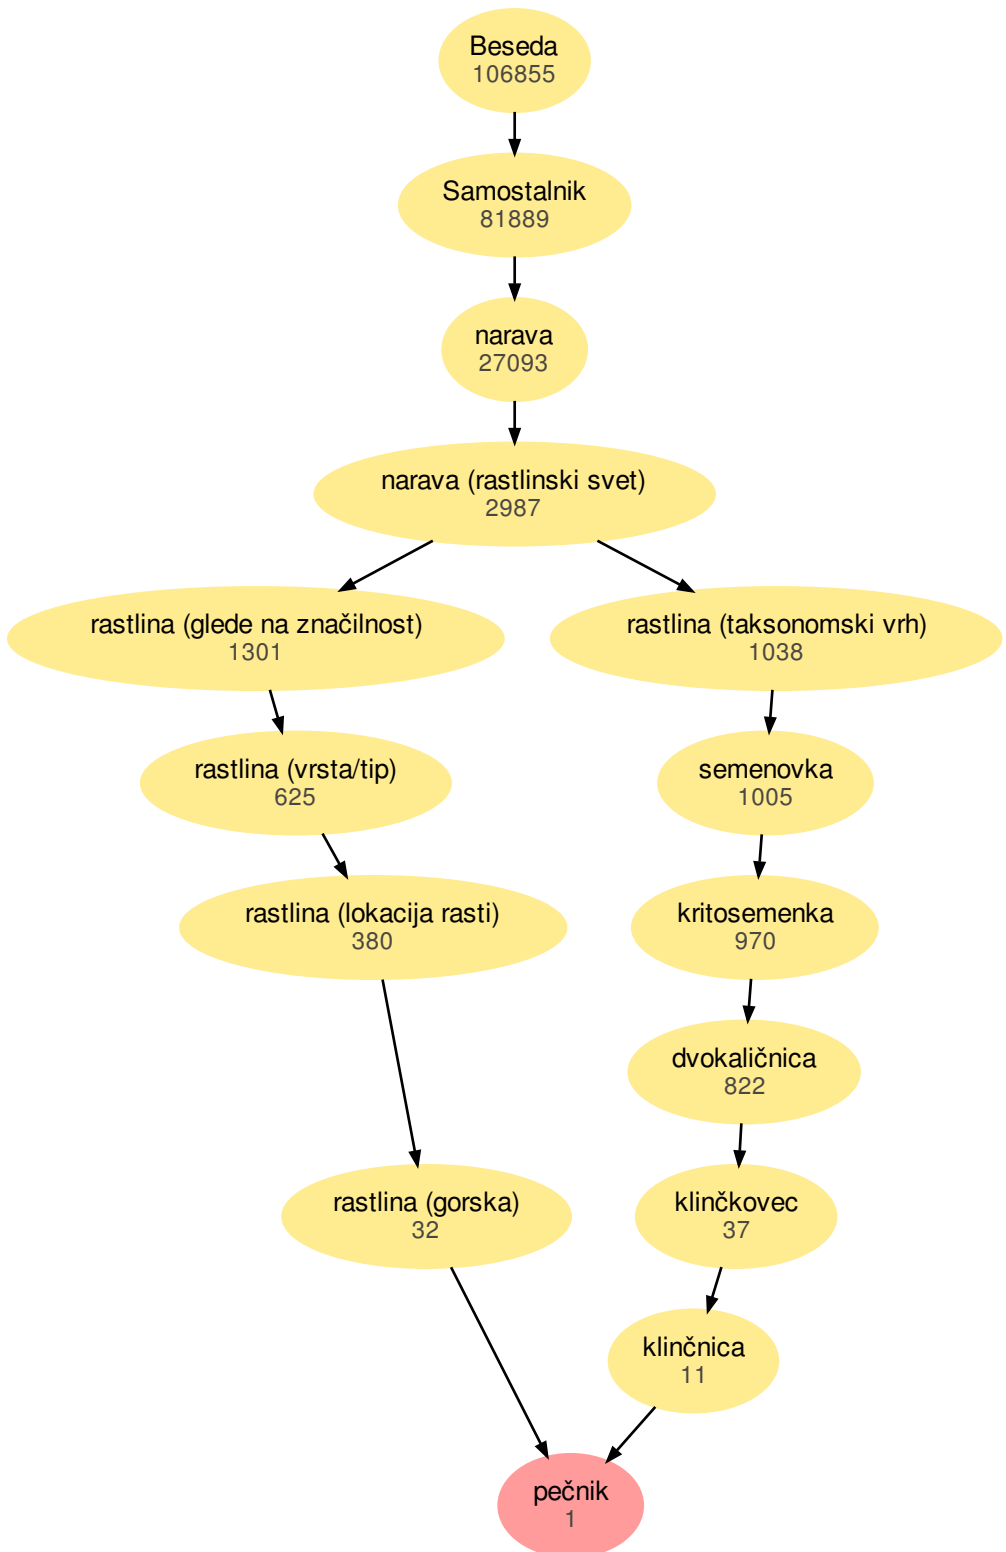 Beseda
106855
Samostalnik
81889
narava
27093
narava (rastlinski svet)
2987
rastlina (glede na značilnost)
1301
rastlina (taksonomski vrh)
1038
rastlina (vrsta/tip)
625
semenovka
1005
rastlina (lokacija rasti)
380
kritosemenka
970
dvokaličnica
822
rastlina (gorska)
32
klinčkovec
37
klinčnica
11
pečnik
1